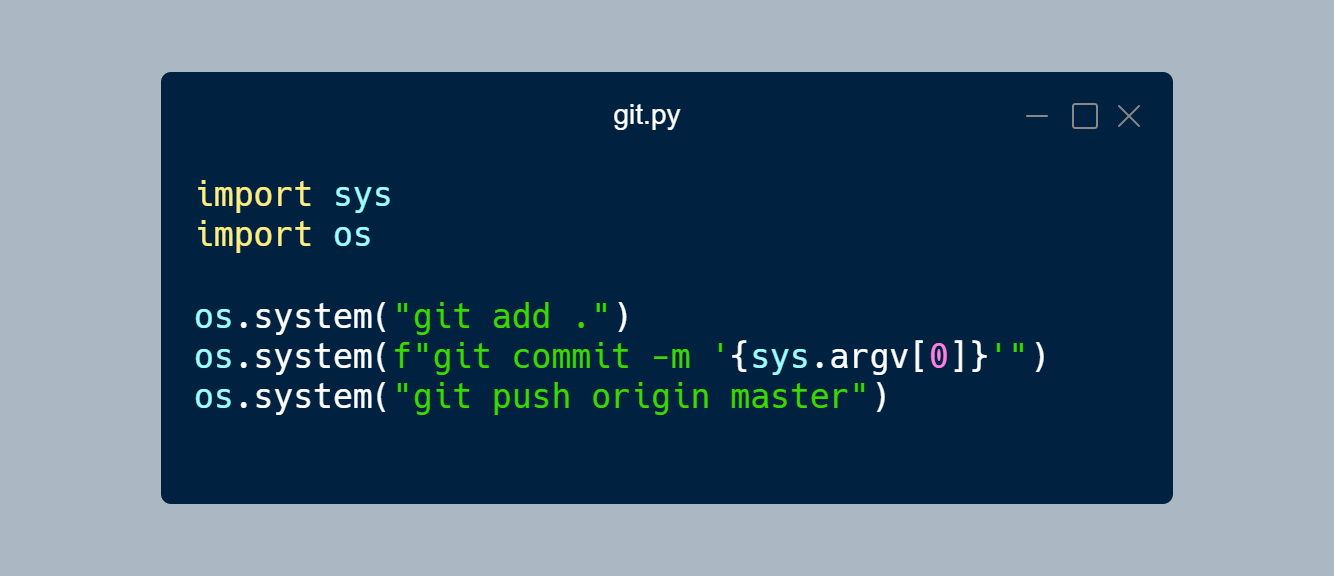 git.py
import sys
import os
os.system("git add .")
os.system(f"git commit -m '{sys.argv[0]}'")
os.system("git push origin master")